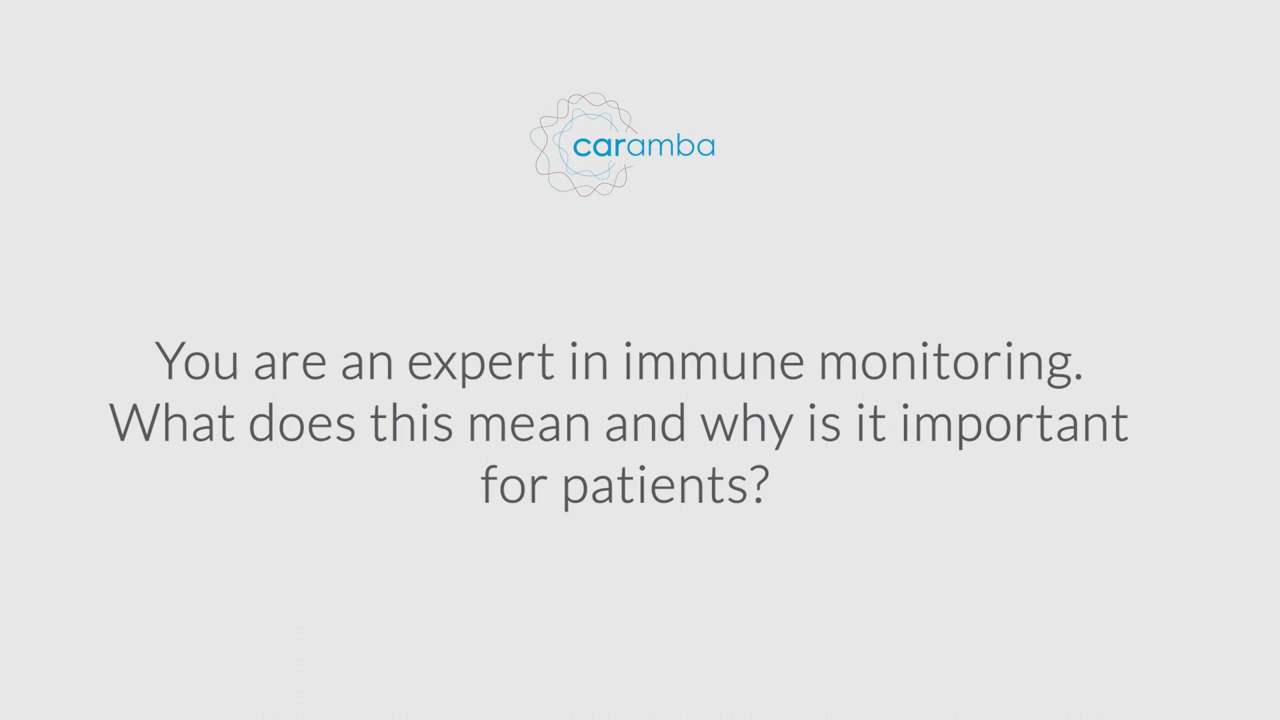 caramba
You are an expert in immune monitoring.
What does this mean and why is it important
for patients?